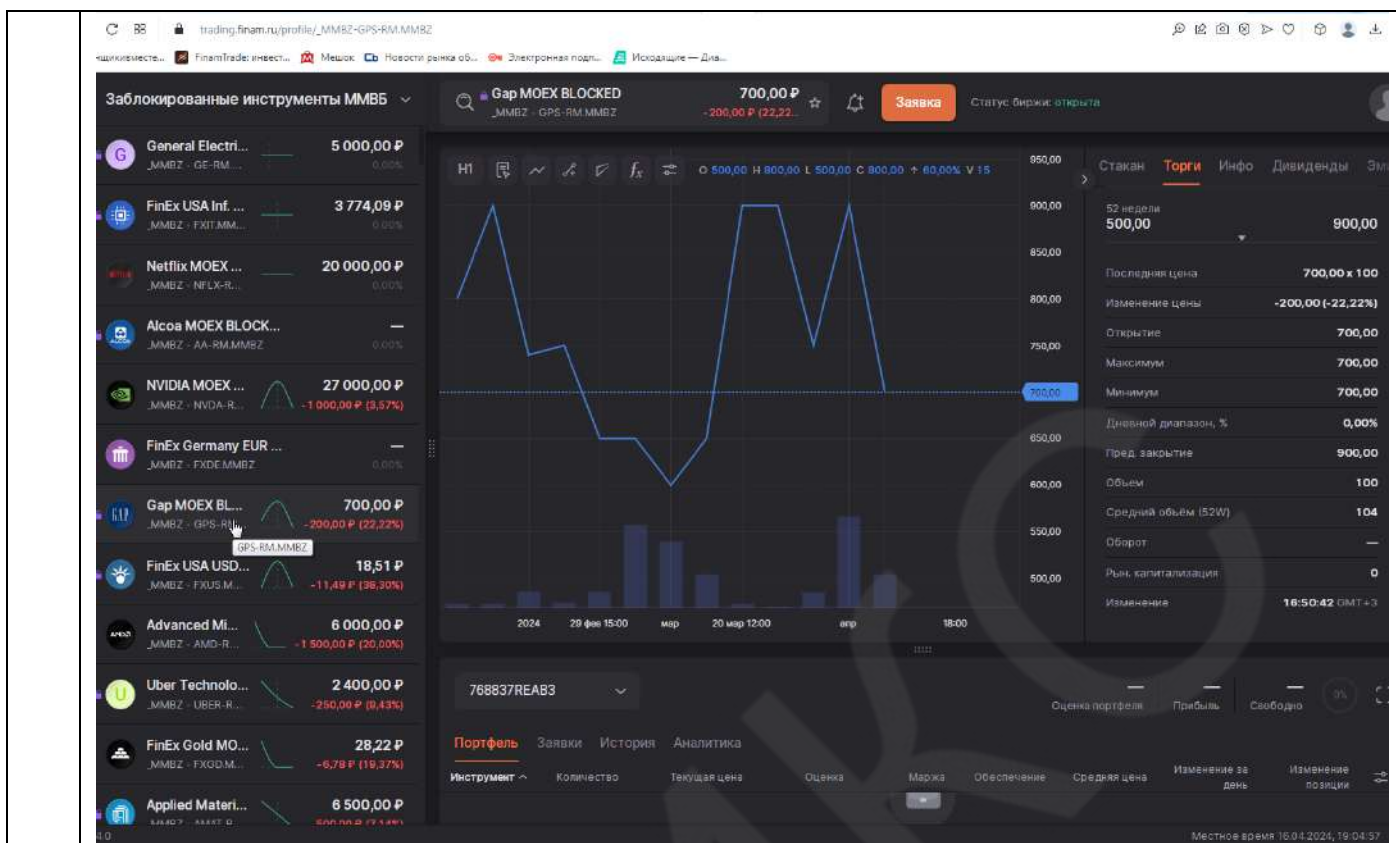 trading.finam.ru/profile/_MMBZ-GPS-RM.MMBZ
FinamTrade: инвест... Мешок Новости рынка об... Электронная подп... Исходящие — Диа...
Заблокированные инструменты ММВБ
Gap MOEX BLOCKED 700,00 ₽
_MMBZ · GPS-RM.MMBZ -200,00 ₽ (22,22...
Заявка
Статус биржи: открыта
General Electri... 5 000,00 ₽
_MMBZ · GE-RM.... 0,00%
FinEx USA Inf. ... 3 774,09 ₽
_MMBZ · FXIT.MM... 0,00%
Netflix MOEX ... 20 000,00 ₽
_MMBZ · NFLX-R... 0,00%
Alcoa MOEX BLOCK... —
_MMBZ · AA-RM.MMBZ 0,00%
NVIDIA MOEX ... 27 000,00 ₽
_MMBZ · NVDA-R... -1 000,00 ₽ (3,57%)
FinEx Germany EUR ... —
_MMBZ · FXDE.MMBZ 0,00%
Gap MOEX BL... 700,00 ₽
_MMBZ · GPS-RM... -200,00 ₽ (22,22%)
GPS-RM.MMBZ
FinEx USA USD... 18,51 ₽
_MMBZ · FXUS.M... -11,49 ₽ (38,30%)
Advanced Mi... 6 000,00 ₽
_MMBZ · AMD-R... -1 500,00 ₽ (20,00%)
Uber Technolo... 2 400,00 ₽
_MMBZ · UBER-R... -250,00 ₽ (9,43%)
FinEx Gold MO... 28,22 ₽
_MMBZ · FXGD.M... -6,78 ₽ (19,37%)
Applied Materi... 6 500,00 ₽
H1 O 500,00 H 800,00 L 500,00 C 800,00 ↑ 60,00% V 15
950,00
900,00
850,00
800,00
750,00
700,00
650,00
600,00
550,00
500,00
2024 29 фев 15:00 мар 20 мар 12:00 апр 18:00
Стакан Торги Инфо Дивиденды Эм
52 недели
500,00 900,00
Последняя цена 700,00 x 100
Изменение цены -200,00 (-22,22%)
Открытие 700,00
Максимум 700,00
Минимум 700,00
Дневной диапазон, % 0,00%
Пред. закрытие 900,00
Объем 100
Средний объём (52W) 104
Оборот —
Рын. капитализация 0
Изменение 16:50:42 GMT+3
768837REAB3
— — — 0%
Оценка портфеля Прибыль Свободно
Портфель Заявки История Аналитика
Инструмент Количество Текущая цена Оценка Маржа Обеспечение Средняя цена Изменение за день Изменение позиции
4.0
Местное время 16.04.2024, 19:04:57